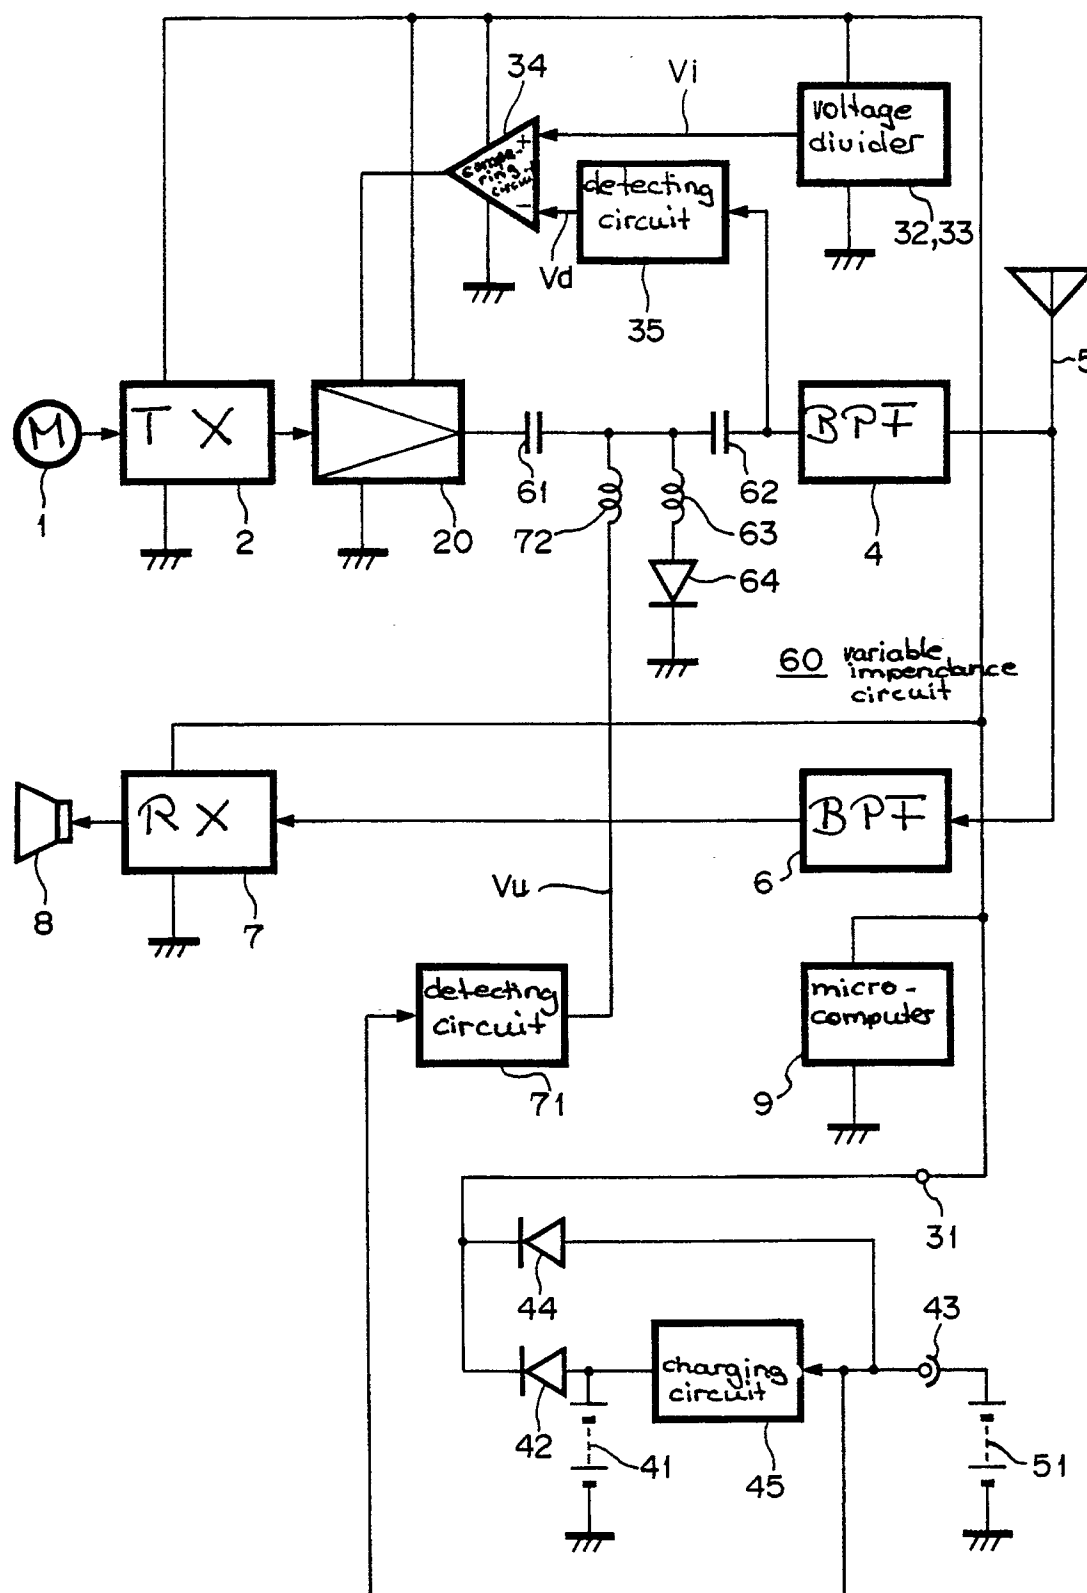 34
Vi
voltage
divider
compa-
ring
circuit
+
−
detecting
circuit
32,33
Vd
35
5
M
T X
BPF
1
2
20
61
72
62
63
4
64
60 variable
impendance
circuit
R X
BPF
8
7
Vu
6
detecting
circuit
micro-
computer
71
9
31
44
43
charging
circuit
42
41
45
51